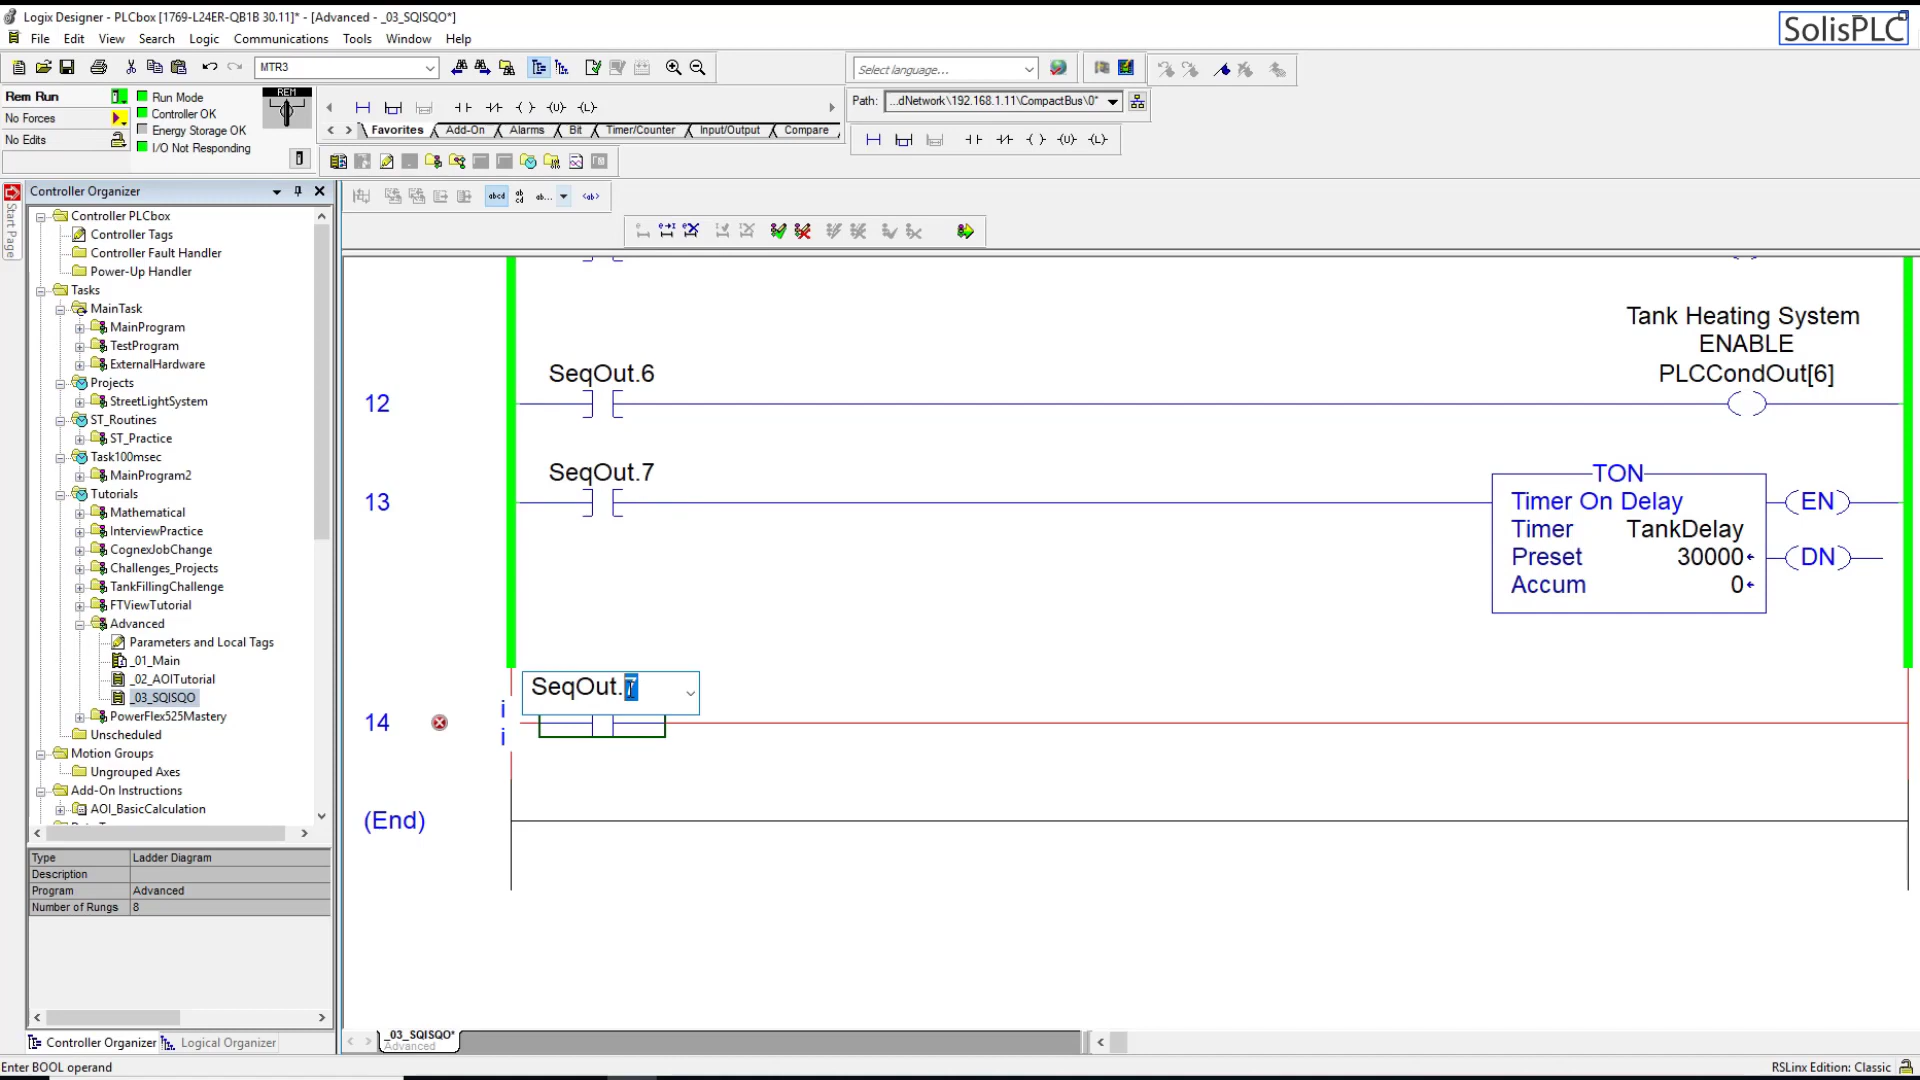 Logix Designer - PLCbox [1769-L24ER-QB1B 30.11]* - [Advanced - _03_SQISQO*]
SolisPLC
File Edit View Search Logic Communications Tools Window Help
MTR3
Select language...
Rem Run
No Forces
No Edits
Run Mode
Controller OK
Energy Storage OK
I/O Not Responding
REM
Path: ..dNetwork\192.168.1.11\CompactBus\0*
Favorites Add-On Alarms Bit Timer/Counter Input/Output Compare
Start Page
Controller Organizer
Controller PLCbox
Controller Tags
Controller Fault Handler
Power-Up Handler
Tasks
MainTask
MainProgram
TestProgram
ExternalHardware
Projects
StreetLightSystem
ST_Routines
ST_Practice
Task100msec
MainProgram2
Tutorials
Mathematical
InterviewPractice
CognexJobChange
Challenges_Projects
TankFillingChallenge
FTViewTutorial
Advanced
Parameters and Local Tags
_01_Main
_02_AOITutorial
_03_SQISQO
PowerFlex525Mastery
Unscheduled
Motion Groups
Ungrouped Axes
Add-On Instructions
AOI_BasicCalculation
Type Ladder Diagram
Description
Program Advanced
Number of Rungs 8
Controller Organizer Logical Organizer
Tank Heating System
ENABLE
PLCCondOut[6]
SeqOut.6
12
SeqOut.7
13
TON
Timer On Delay
Timer TankDelay
Preset 30000
Accum 0
EN
DN
SeqOut.7
14
i
i
(End)
_03_SQISQO*
Advanced
Enter BOOL operand
RSLinx Edition: Classic